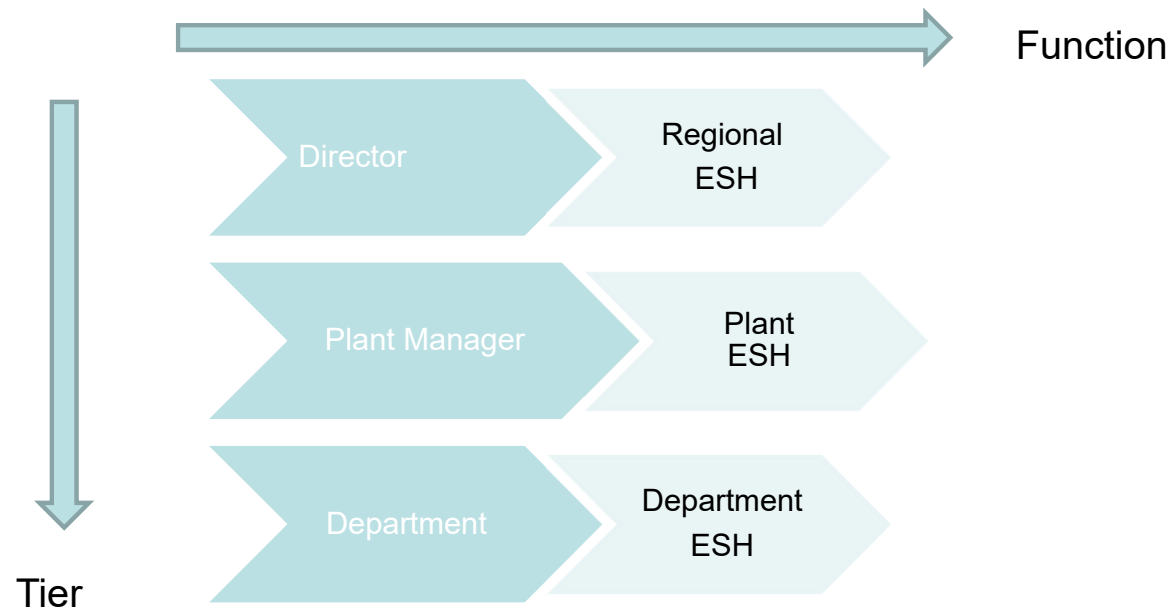 Function
Director
Regional
ESH
Plant Manager
Plant
ESH
Department
Department
ESH
Tier